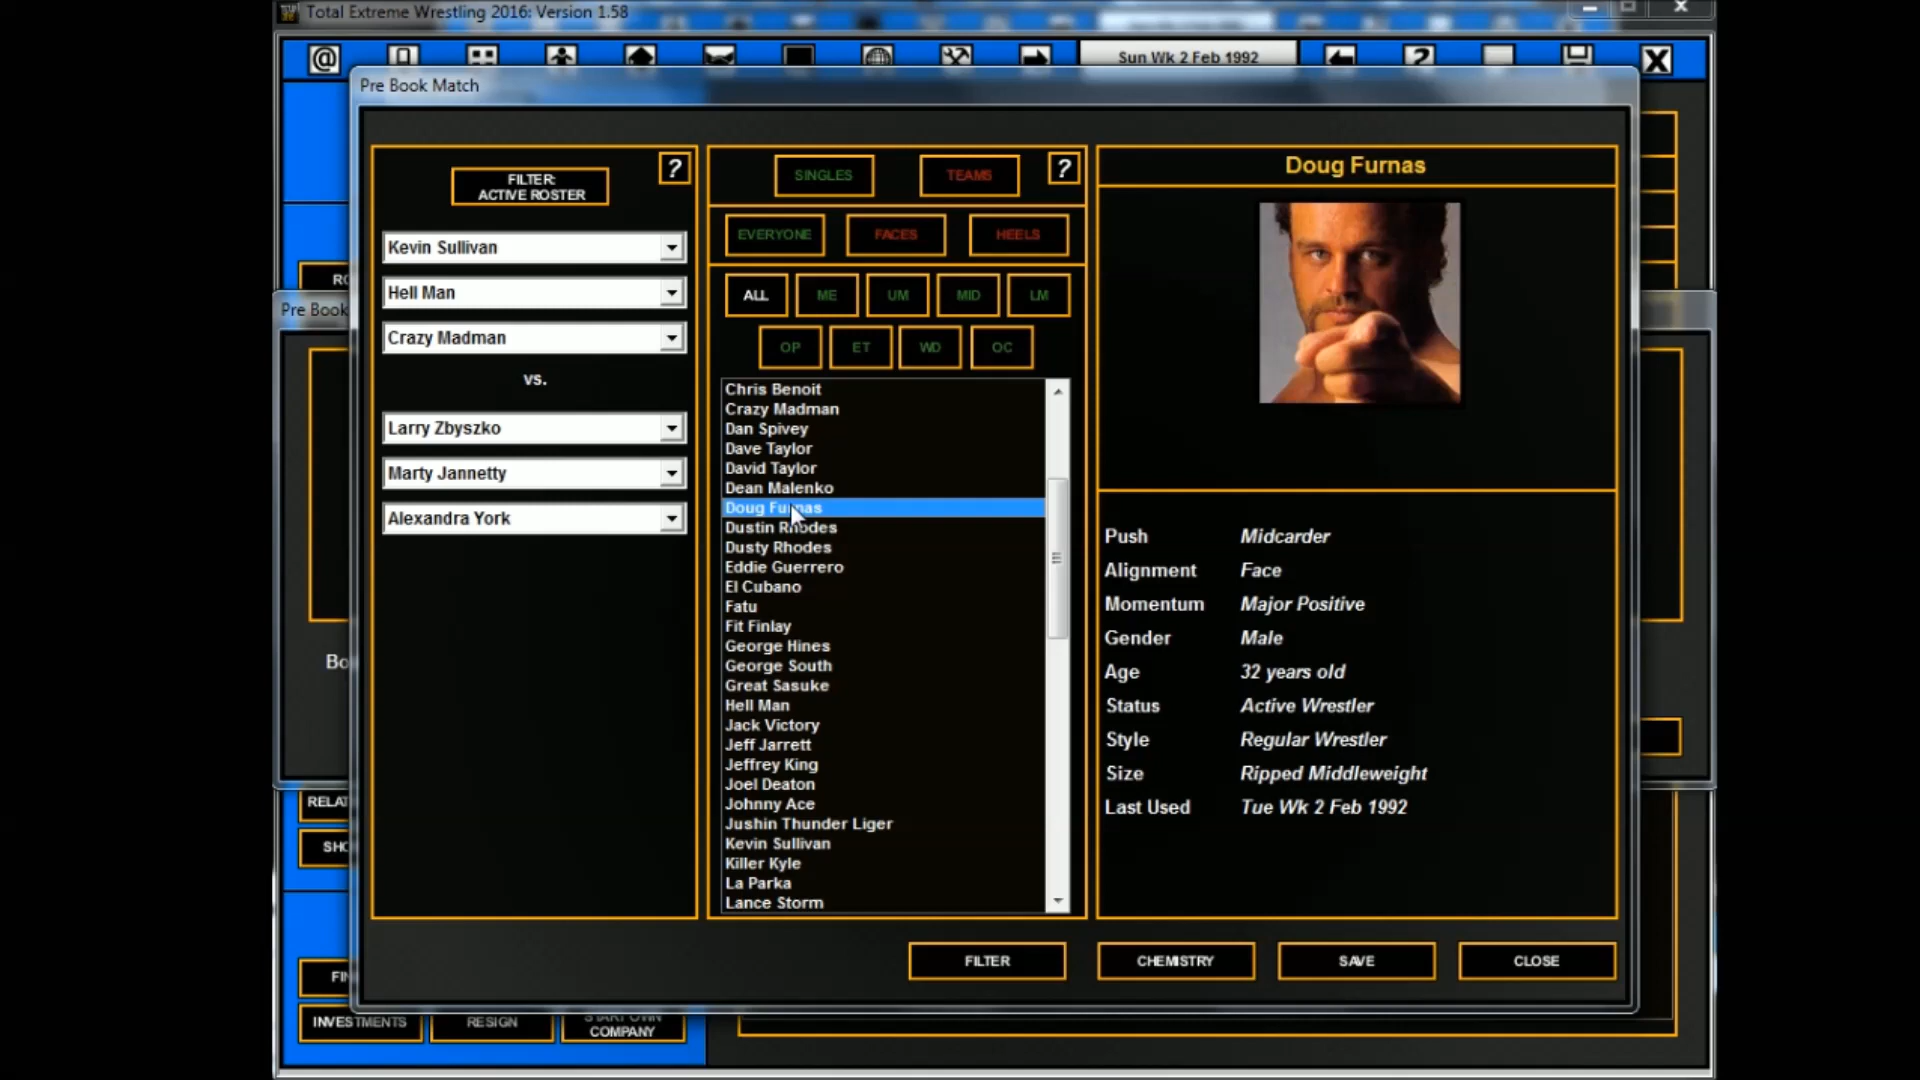 Total Extreme Wrestling 2016: Version 1.58
Sun Wk 2 Feb 1992
Pre Book Match
FILTER:
ACTIVE ROSTER
?
Kevin Sullivan
Hell Man
Crazy Madman
vs.
Larry Zbyszko
Marty Jannetty
Alexandra York
SINGLES
TEAMS
?
EVERYONE
FACES
HEELS
ALL
ME
UM
MID
LM
OP
ET
WD
OC
Chris Benoit
Crazy Madman
Dan Spivey
Dave Taylor
David Taylor
Dean Malenko
Doug Furnas
Dustin Rhodes
Dusty Rhodes
Eddie Guerrero
El Cubano
Fatu
Fit Finlay
George Hines
George South
Great Sasuke
Hell Man
Jack Victory
Jeff Jarrett
Jeffrey King
Joel Deaton
Johnny Ace
Jushin Thunder Liger
Kevin Sullivan
Killer Kyle
La Parka
Lance Storm
Doug Furnas
Push Midcarder
Alignment Face
Momentum Major Positive
Gender Male
Age 32 years old
Status Active Wrestler
Style Regular Wrestler
Size Ripped Middleweight
Last Used Tue Wk 2 Feb 1992
FILTER
CHEMISTRY
SAVE
CLOSE
Pre Book
INVESTMENTS
RESIGN
START OWN
COMPANY